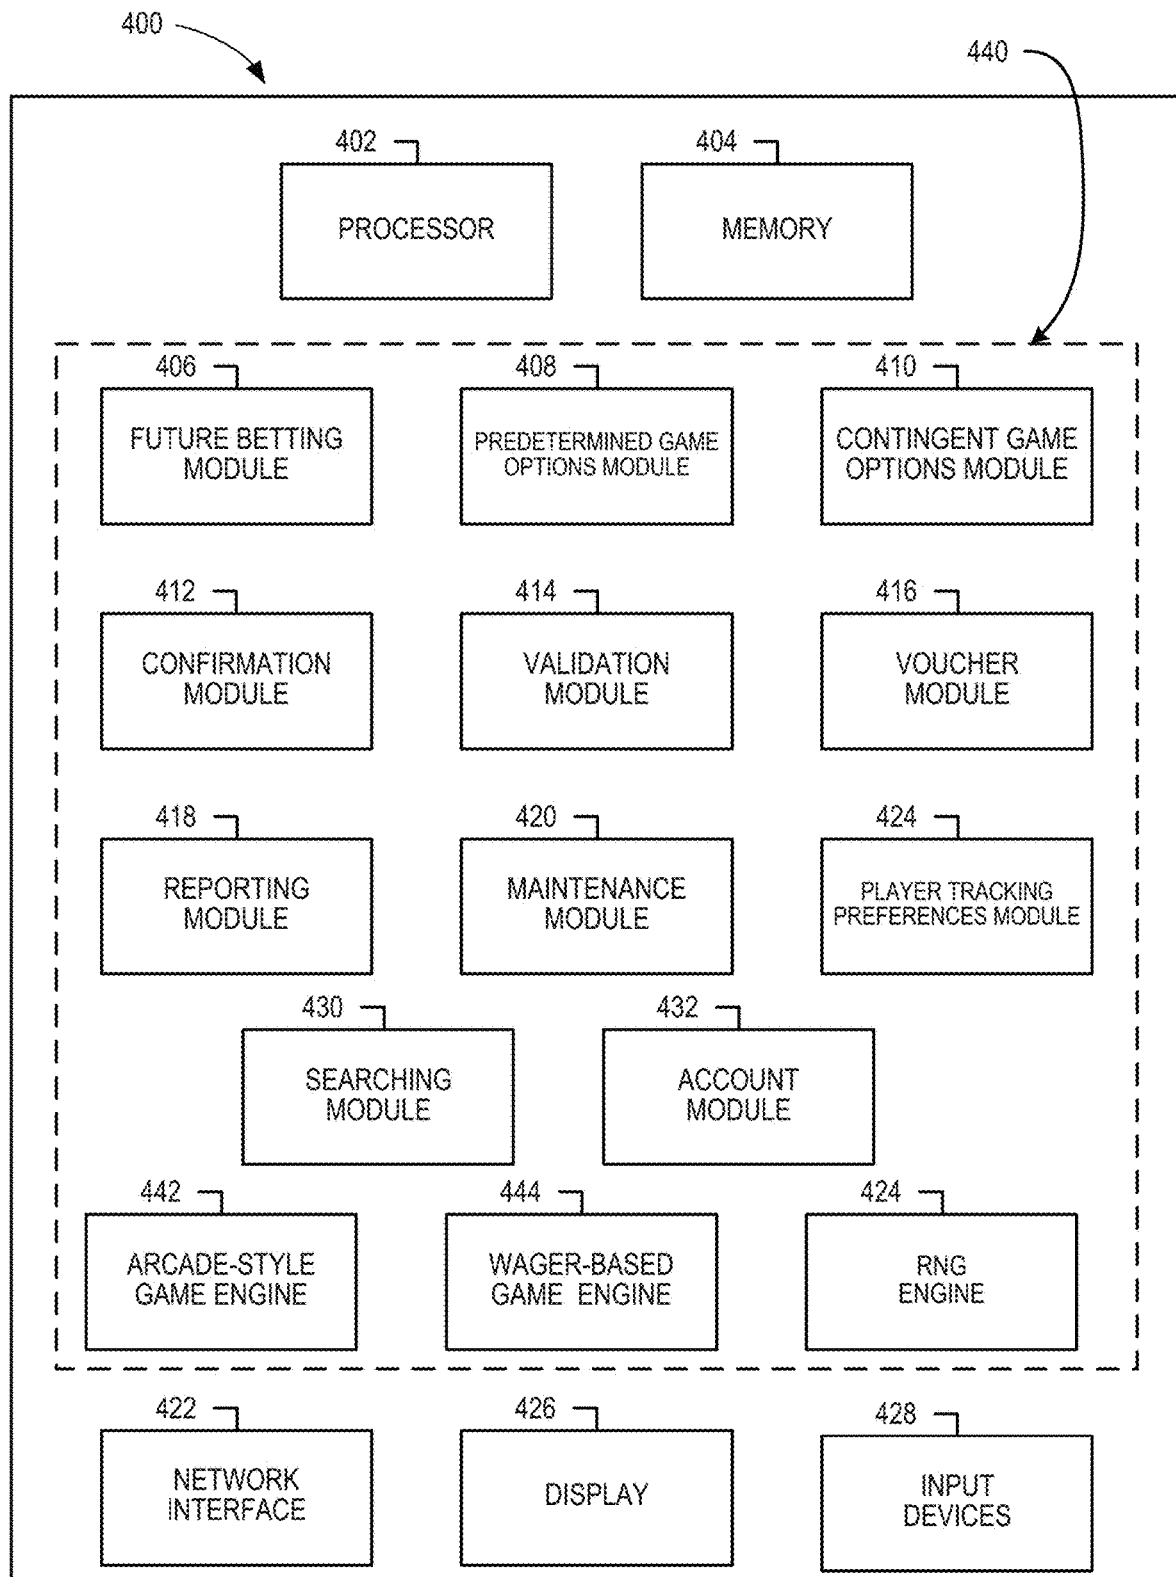 400
440
402
404
PROCESSOR
MEMORY
406
408
410
FUTURE BETTING
MODULE
PREDETERMINED GAME
OPTIONS MODULE
CONTINGENT GAME
OPTIONS MODULE
412
414
416
CONFIRMATION
MODULE
VALIDATION
MODULE
VOUCHER
MODULE
418
420
424
REPORTING
MODULE
MAINTENANCE
MODULE
PLAYER TRACKING
PREFERENCES MODULE
430
432
SEARCHING
MODULE
ACCOUNT
MODULE
442
444
424
ARCADE-STYLE
GAME ENGINE
WAGER-BASED
GAME ENGINE
RNG
ENGINE
422
426
428
NETWORK
INTERFACE
DISPLAY
INPUT
DEVICES